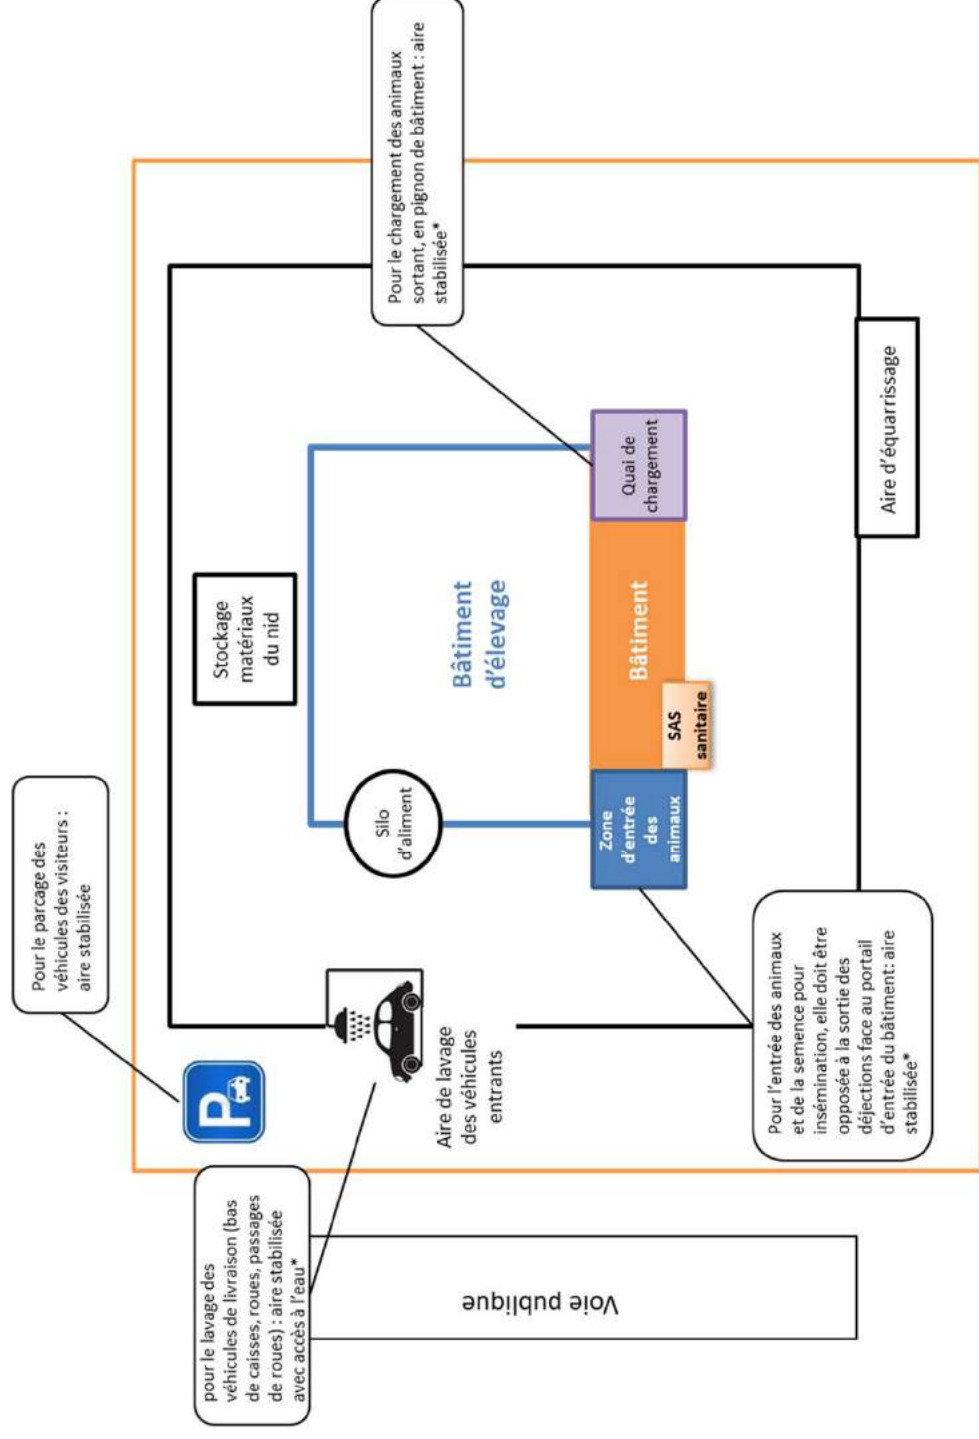 pour le lavage des
véhicules de livraison (bas
de caisses, roues, passages
de roues) : aire stabilisée
avec accès à l'eau*
Pour le parcage des
véhicules des visiteurs :
aire stabilisée
P
Stockage
matériaux
du nid
Pour le chargement des animaux
sortant, en pignon de bâtiment : aire
stabilisée*
Silo
d'aliment
Aire de lavage
des véhicules
entrants
Bâtiment
d'élevage
Voie publique
Zone
d'entrée
des
animaux
Bâtiment
Quai de
chargement
SAS
sanitaire
Pour l'entrée des animaux
et de la semence pour
insémination, elle doit être
opposée à la sortie des
déjections face au portail
d'entrée du bâtiment: aire
stabilisée*
Aire d'équarrissage